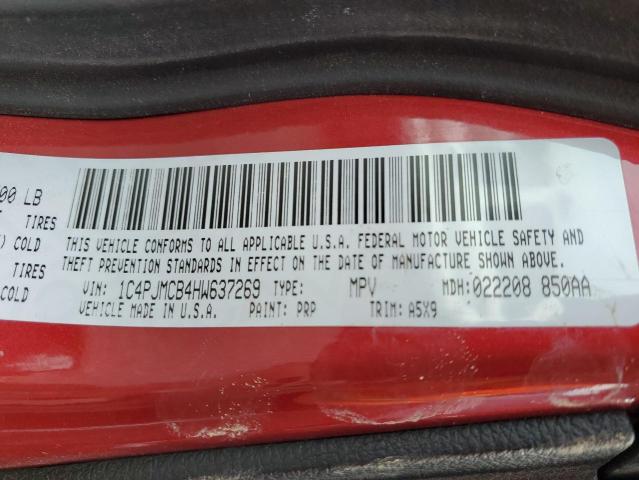 00 LB
TIRES
) COLD
TIRES
COLD
THIS VEHICLE CONFORMS TO ALL APPLICABLE U.S.A. FEDERAL MOTOR VEHICLE SAFETY AND
THEFT PREVENTION STANDARDS IN EFFECT ON THE DATE OF MANUFACTURE SHOWN ABOVE.
VIN: 1C4PJMCB4HW637269 TYPE: MPV MDH: 022208 850AA
VEHICLE MADE IN U.S.A. PAINT: PRP TRIM: A5X9